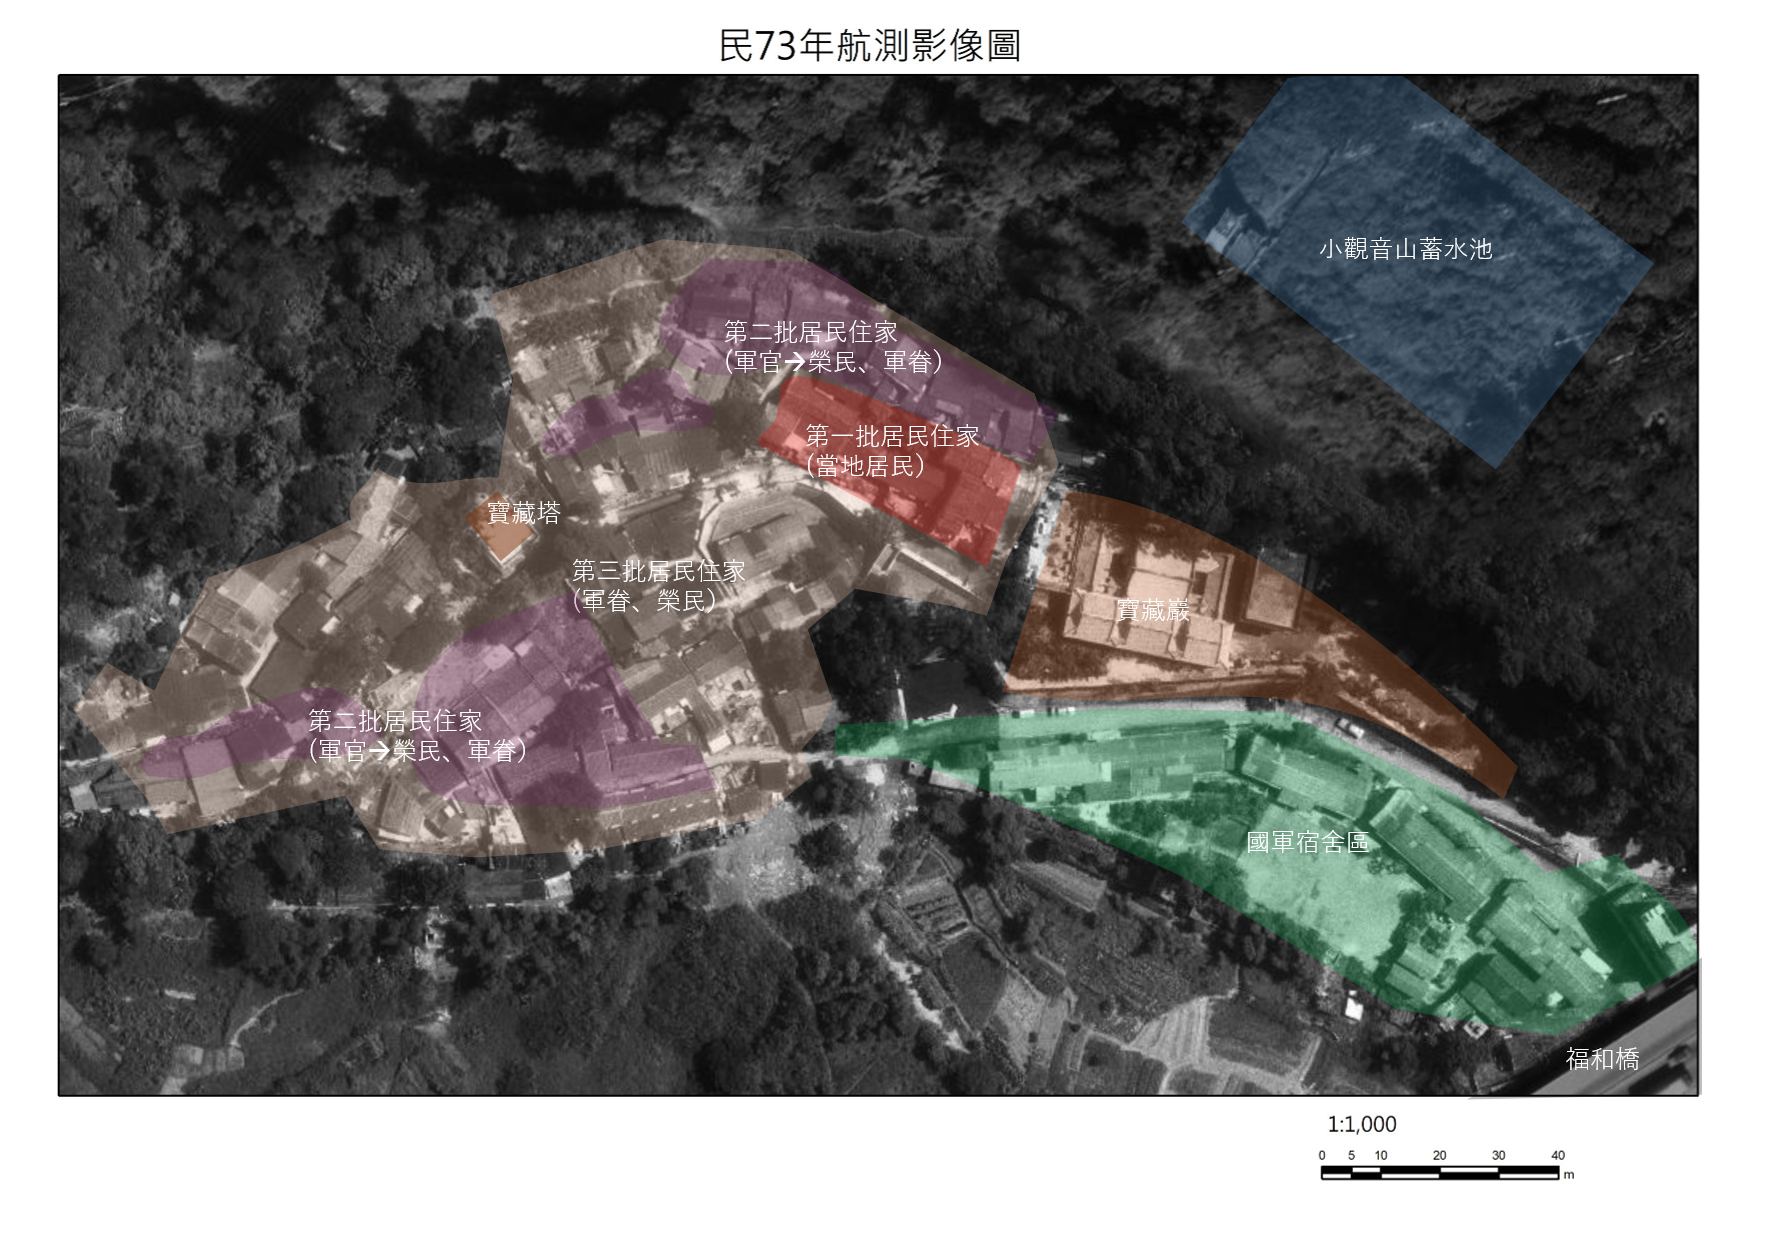 民73年航測影像圖
小觀音山蓄水池
第二批居民住家
(軍官→榮民、軍眷)
第一批居民住家
(當地居民)
寶藏塔
第三批居民住家
(軍眷、榮民)
寶藏巖
第二批居民住家
(軍官→榮民、軍眷)
國軍宿舍區
福和橋
1:1,000
0 5 10 20 30 40
m